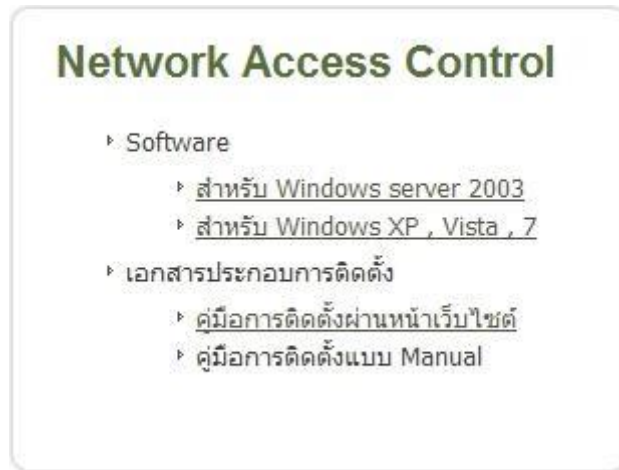 Network Access Control
Software
สำหรับ Windows server 2003
สำหรับ Windows XP , Vista , 7
เอกสารประกอบการติดตั้ง
คู่มือการติดตั้งผ่านหน้าเว็บไซต์
คู่มือการติดตั้งแบบ Manual